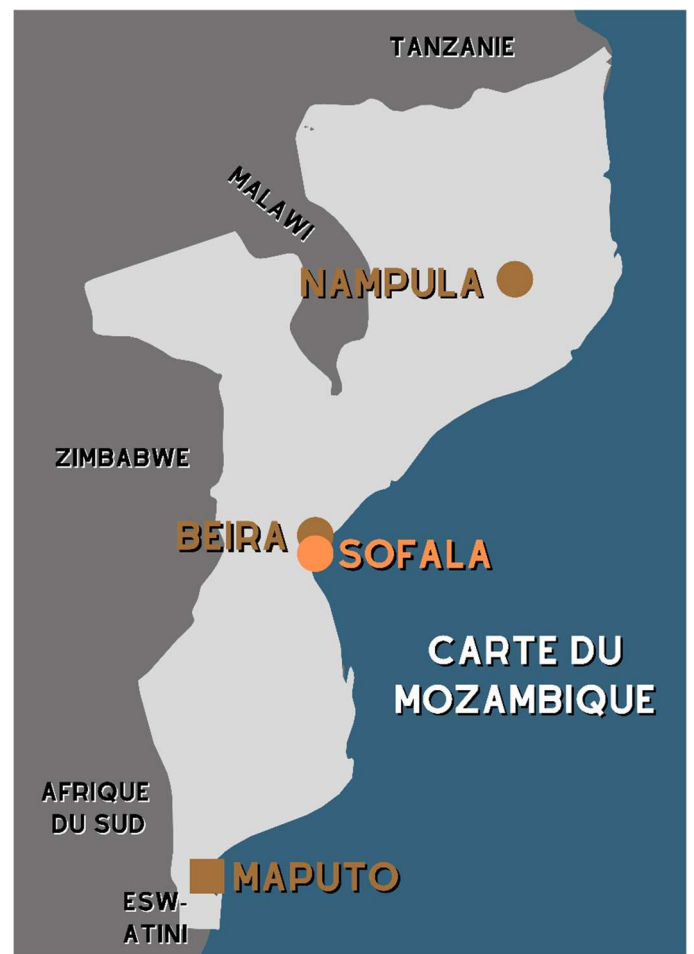 TANZANIE
MALAWI
NAMPULA
ZIMBABWE
BEIRA
SOFALA
CARTE DU
MOZAMBIQUE
AFRIQUE
DU SUD
MAPUTO
ESW-
ATINI